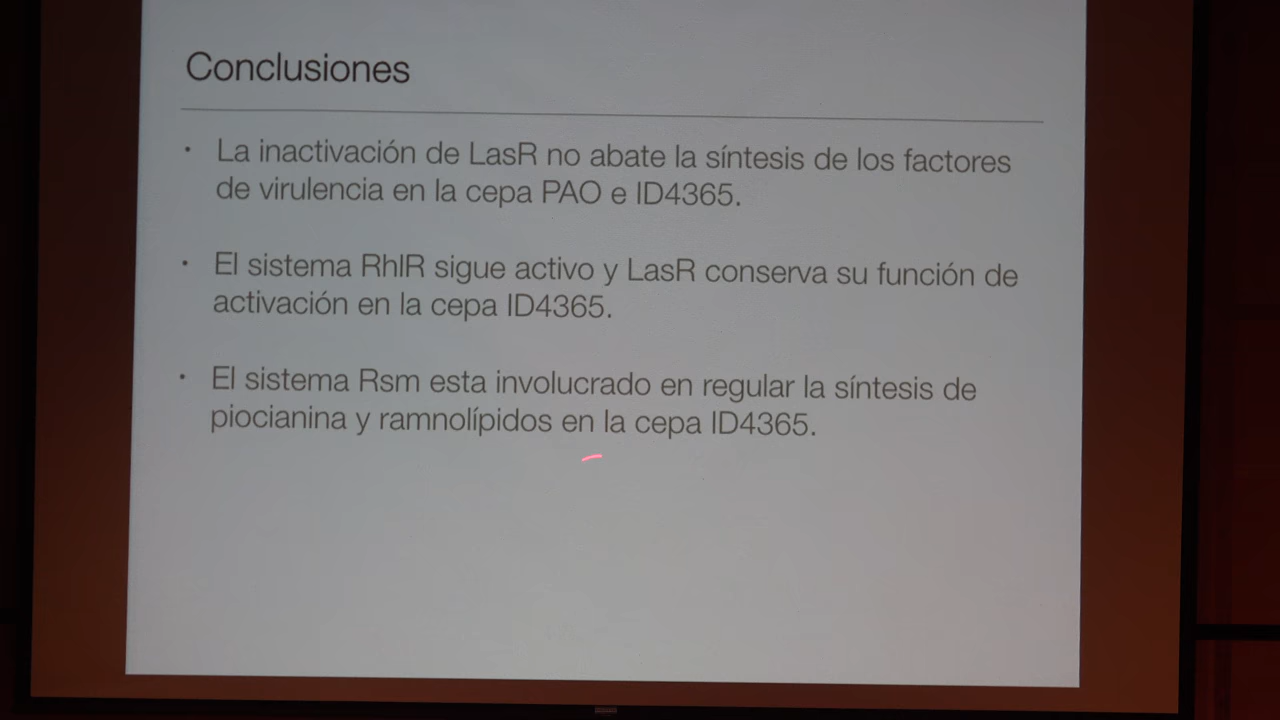 Conclusiones
· La inactivación de LasR no abate la síntesis de los factores
de virulencia en la cepa PAO e ID4365.
· El sistema RhlR sigue activo y LasR conserva su función de
activación en la cepa ID4365.
· El sistema Rsm esta involucrado en regular la síntesis de
piocianina y ramnolípidos en la cepa ID4365.